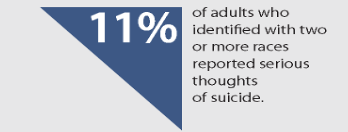 11%
of adults who
identified with two
or more races
reported serious
thoughts
of suicide.